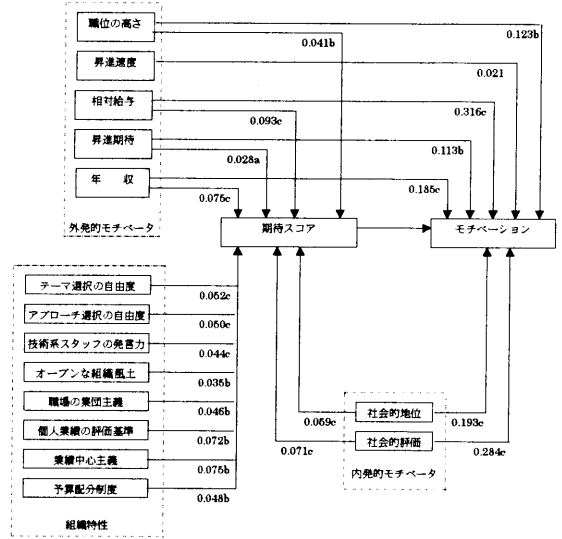 職位の高さ
0.041b
0.123b
昇進速度
0.021
相対給与
0.093c
0.316c
昇進期待
0.028a
0.113b
年 収
0.075c
0.185c
外発的モチベータ
期待スコア
モチベーション
テーマ選択の自由度
0.052c
アプローチ選択の自由度
0.050c
技術系スタッフの発言力
0.044c
オープンな組織風土
0.035b
職場の集団主義
0.046b
個人業績の評価基準
0.072b
業績中心主義
0.075b
予算配分制度
0.048b
組織特性
社会的地位
0.059c
0.193c
社会的評価
0.071c
0.284c
内発的モチベータ